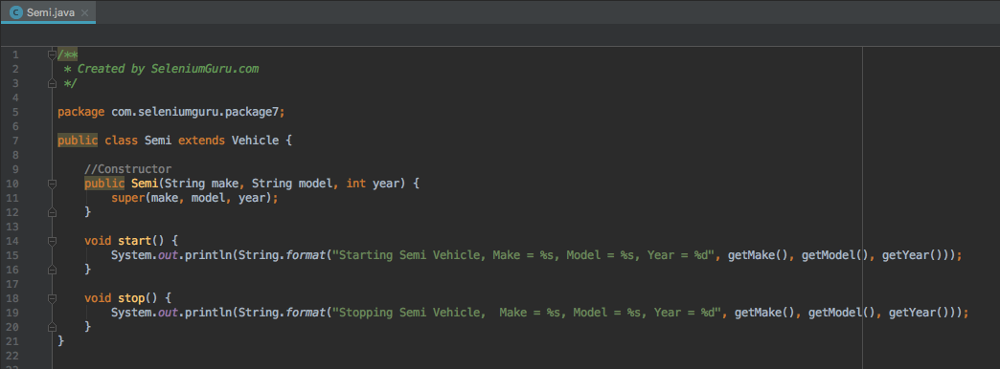 Semi.java
1 /**
2 * Created by SeleniumGuru.com
3 */
4
5 package com.seleniumguru.package7;
6
7 public class Semi extends Vehicle {
8
9 //Constructor
10 public Semi(String make, String model, int year) {
11 super(make, model, year);
12 }
13
14 void start() {
15 System.out.println(String.format("Starting Semi Vehicle, Make = %s, Model = %s, Year = %d", getMake(), getModel(), getYear()));
16 }
17
18 void stop() {
19 System.out.println(String.format("Stopping Semi Vehicle,  Make = %s, Model = %s, Year = %d", getMake(), getModel(), getYear()));
20 }
21 }
22